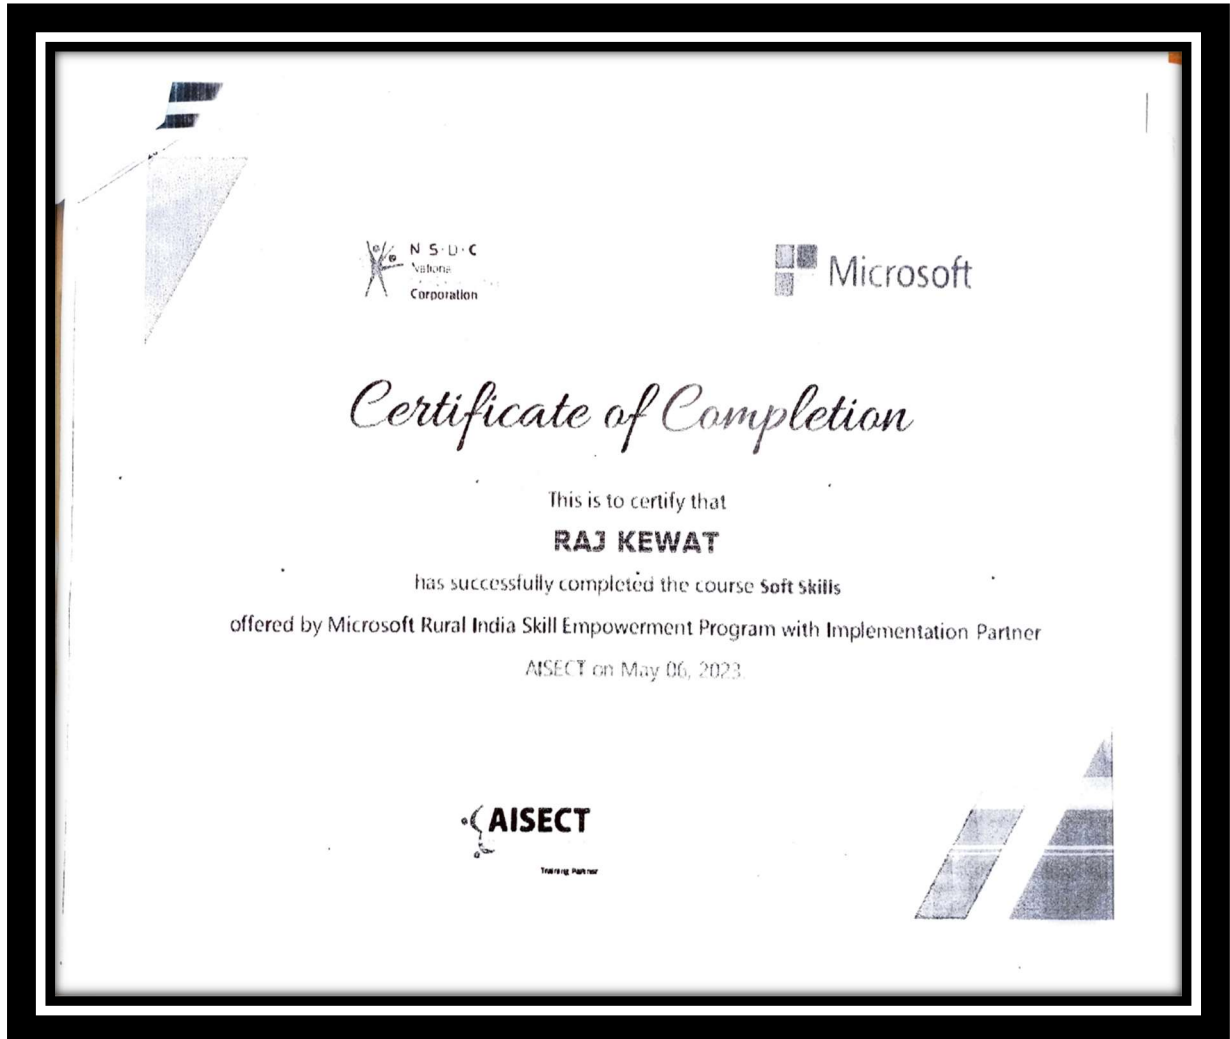 N·S·D·C
National
Corporation
Microsoft
Certificate of Completion
This is to certify that
RAJ KEWAT
has successfully completed the course Soft Skills
offered by Microsoft Rural India Skill Empowerment Program with Implementation Partner
AISECT on May 06, 2023.
AISECT
Training Partner